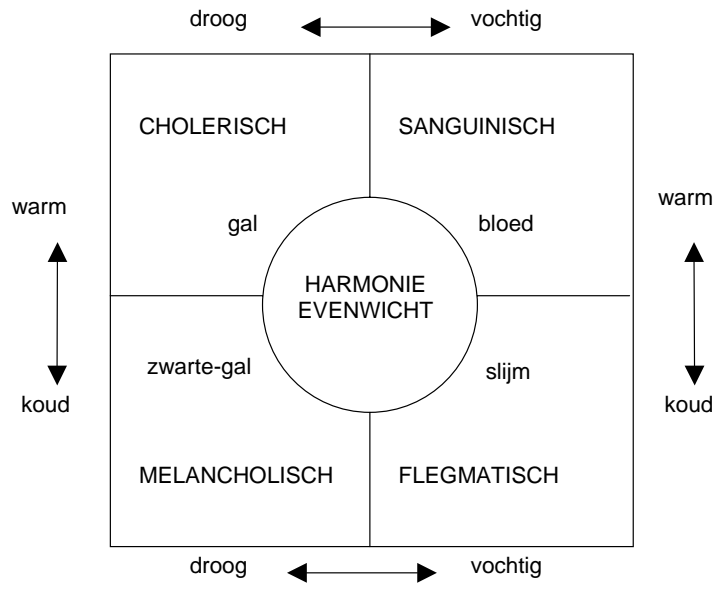 droog vochtig
CHOLERISCH SANGUINISCH
warm warm
gal bloed
HARMONIE
EVENWICHT
zwarte-gal slijm
koud koud
MELANCHOLISCH FLEGMATISCH
droog vochtig